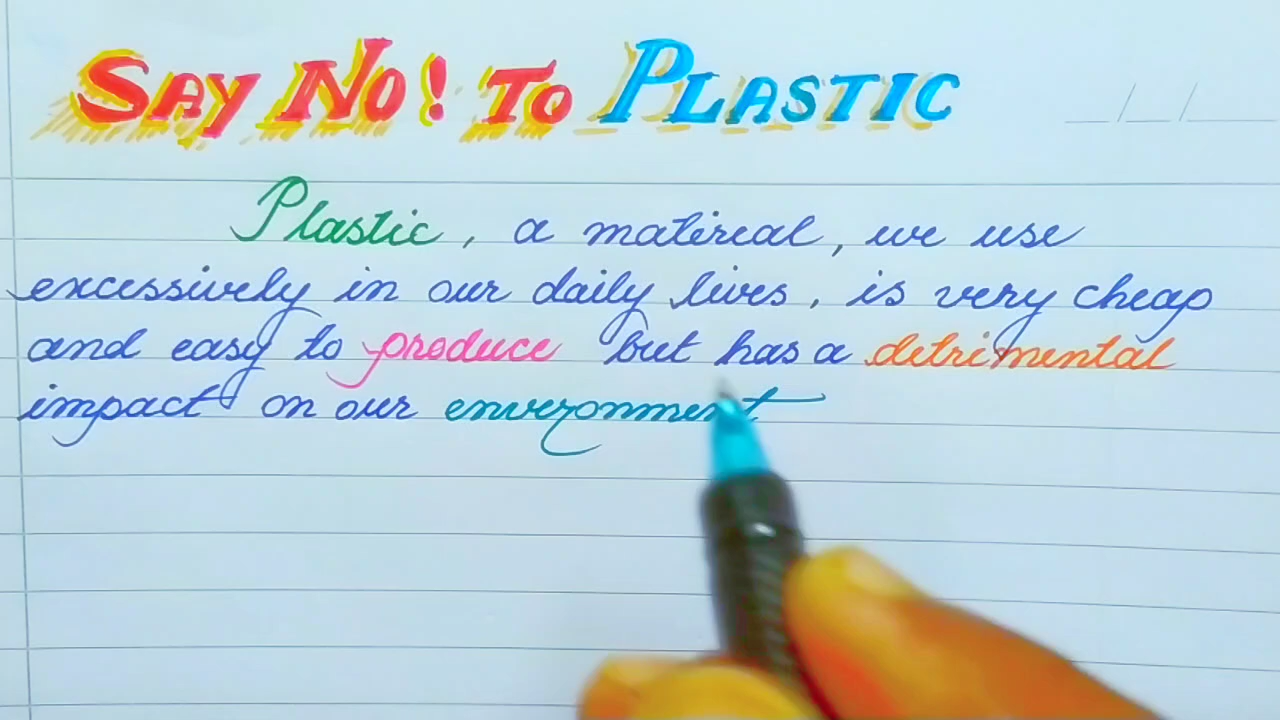 SAY NO! TO PLASTIC
Plastic, a material, we use
excessively in our daily lives, is very cheap
and easy to produce but has a detrimental
impact on our environment